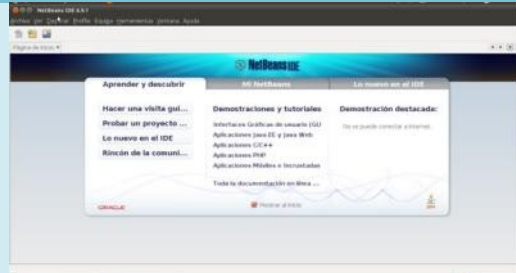 NetBeans IDE 6.9.1
Archivo Ver Depurar Profile Equipo Herramientas Ventana Ayuda
Página de Inicio
NetBeans IDE
Aprender y descubrir
Mi NetBeans
Lo nuevo en el IDE
Hacer una visita gui...
Probar un proyecto ...
Lo nuevo en el IDE
Rincón de la comuni...
Demostraciones y tutoriales
Interfaces Gráficas de usuario (GU
Aplicaciones Java EE y Java Web
Aplicaciones C/C++
Aplicaciones PHP
Aplicaciones Móviles e Incrustadas
Toda la documentación en línea ...
Demostración destacada:
No se puede conectar a Internet.
ORACLE
Mostrar al inicio